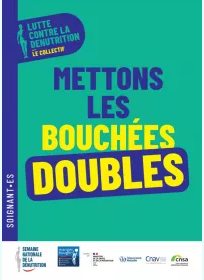 LUTTE
CONTRE LA
DÉNUTRITION
LE COLLECTIF
METTONS
LES
BOUCHÉES
DOUBLES
SOIGNANT•ES
SEMAINE
NATIONALE
DE LA
DÉNUTRITION
Cnav
cnsa